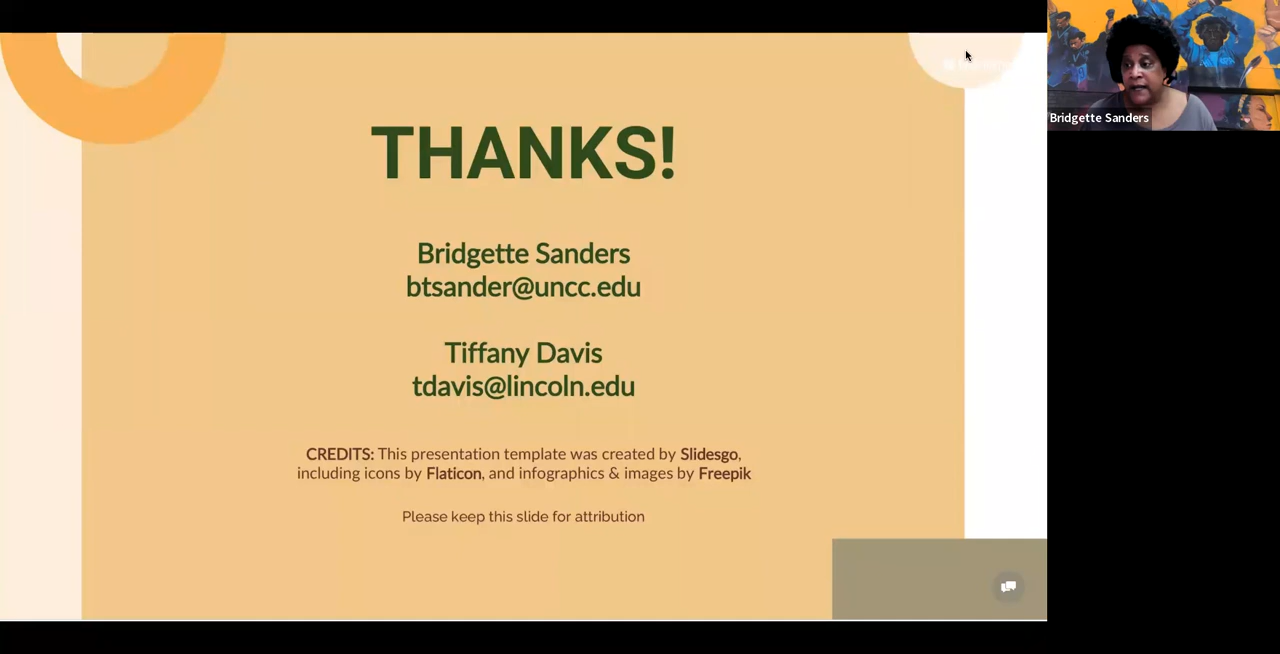 THANKS!
Bridgette Sanders
btsander@uncc.edu
Tiffany Davis
tdavis@lincoln.edu
CREDITS: This presentation template was created by Slidesgo,
including icons by Flaticon, and infographics & images by Freepik
Please keep this slide for attribution
Bridgette Sanders